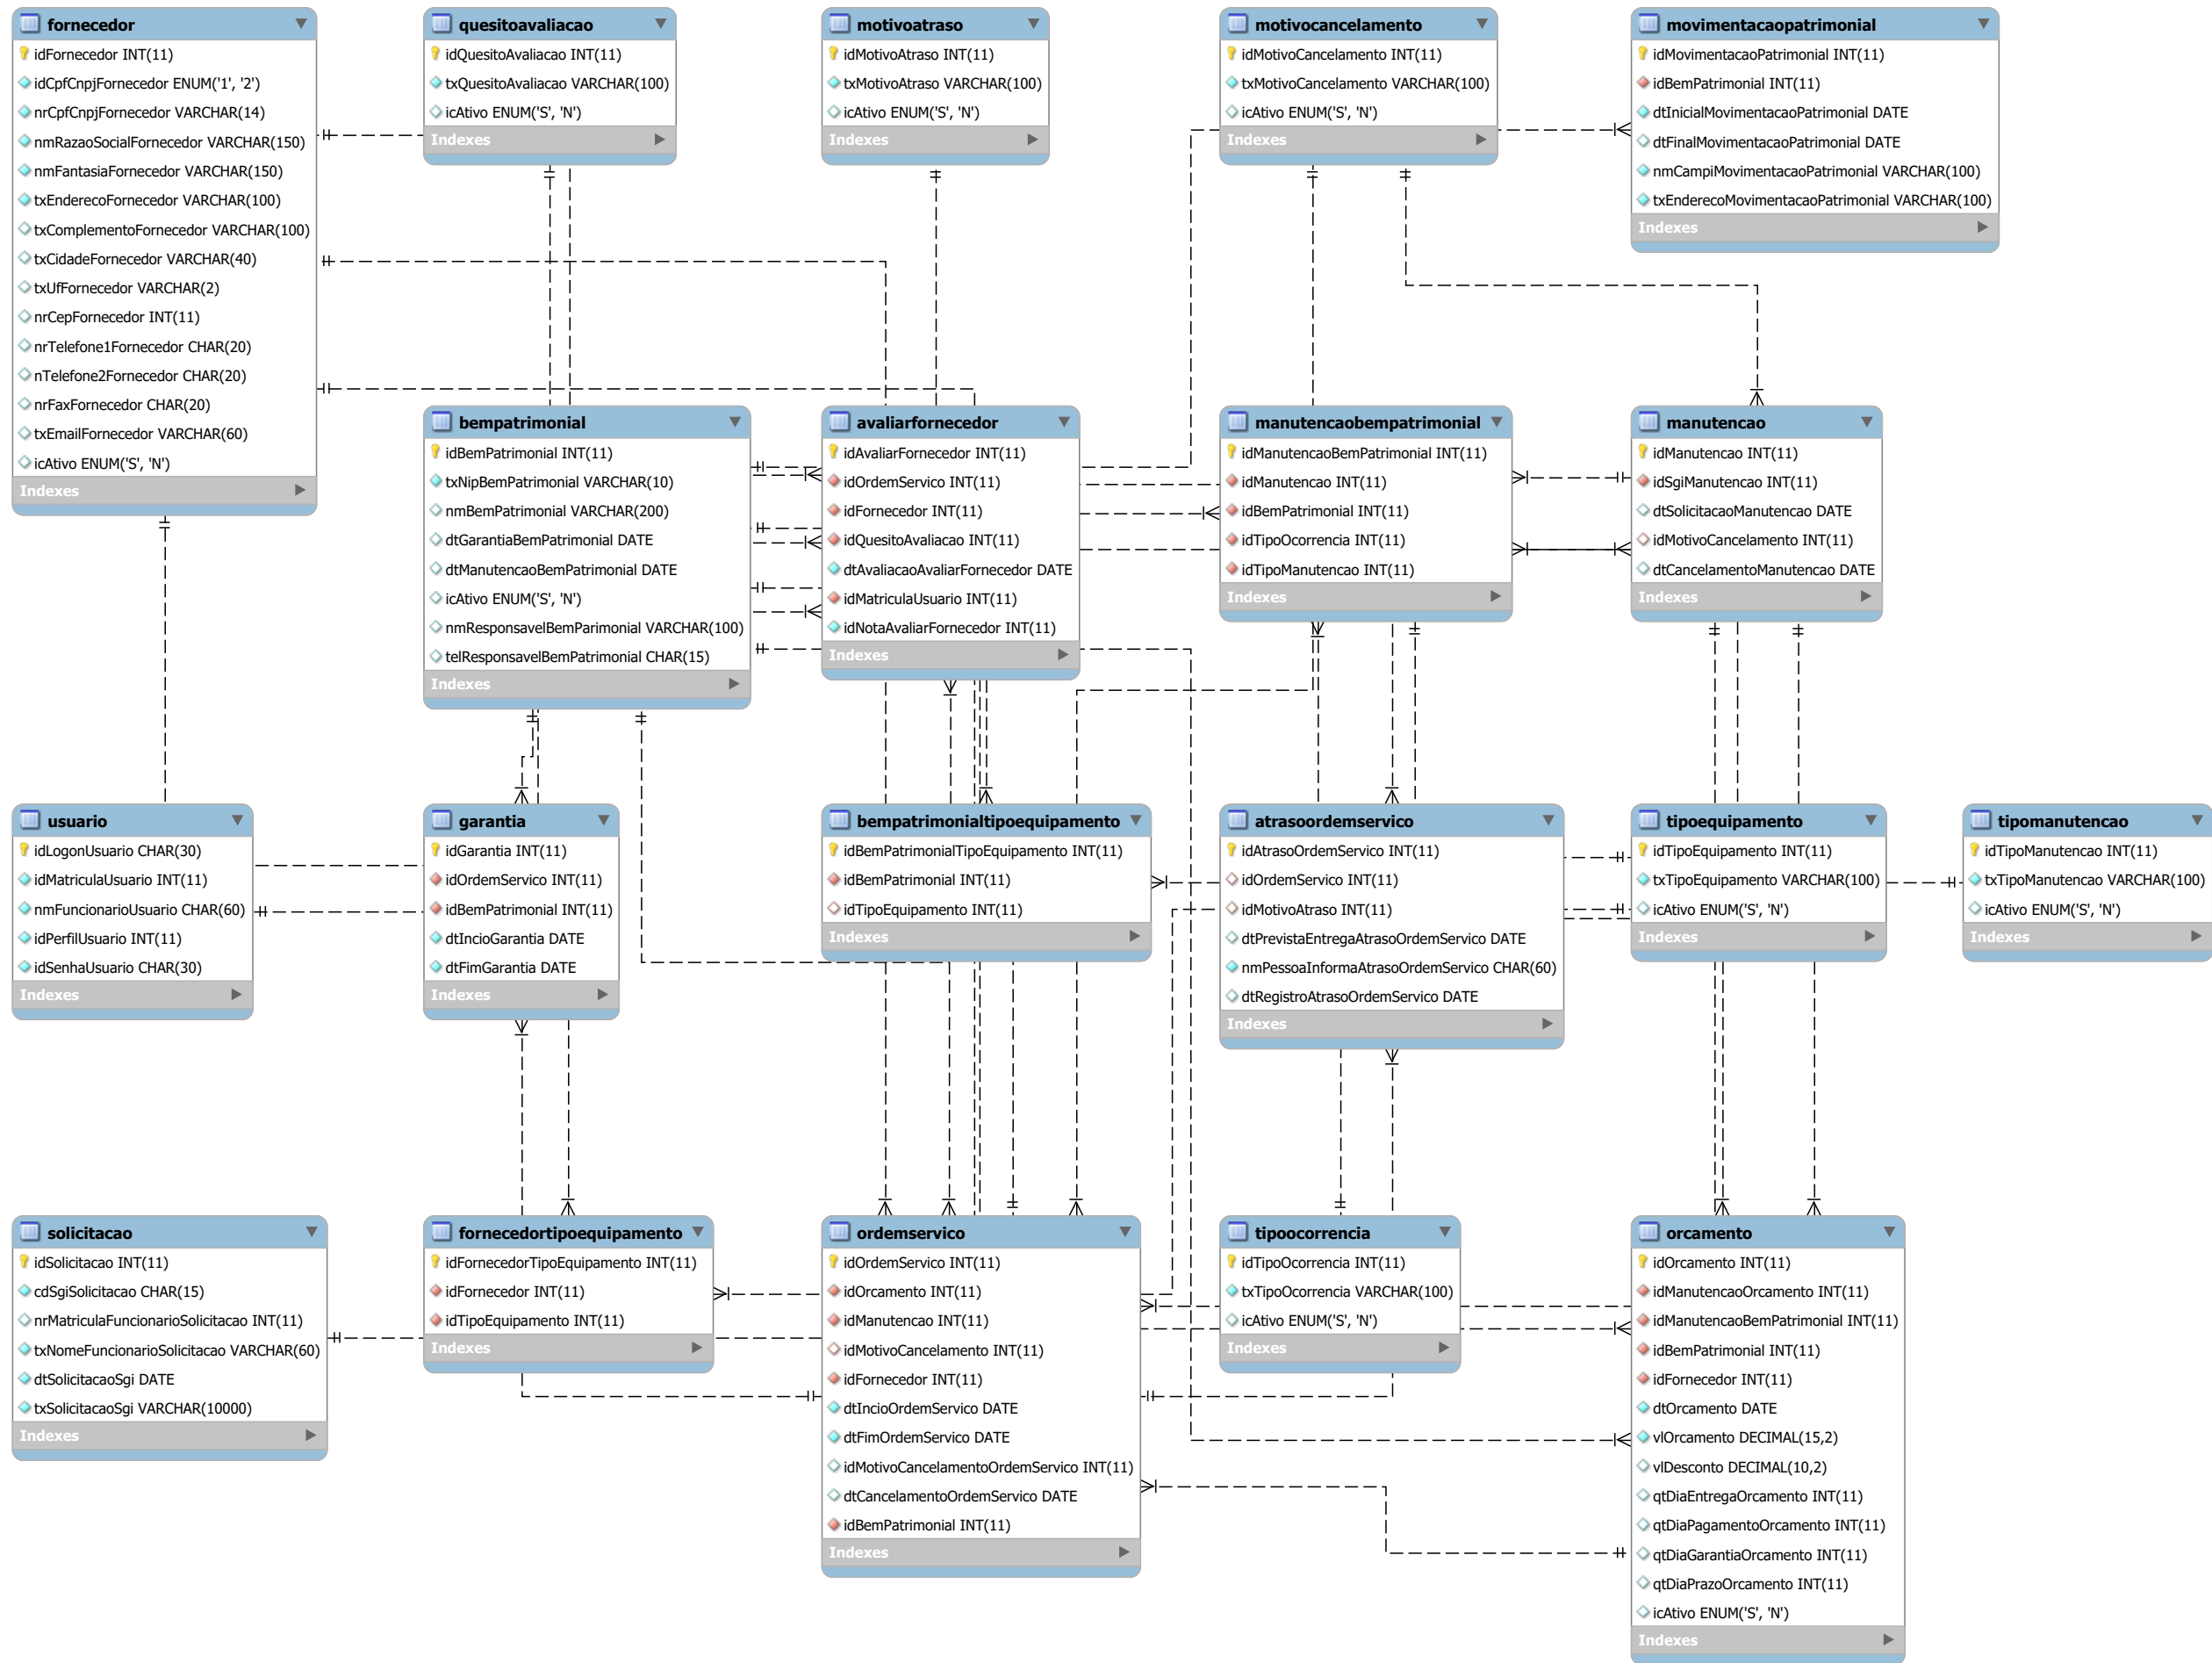 fornecedor
idFornecedor INT(11)
idCpfCnpjFornecedor ENUM('1', '2')
nrCpfCnpjFornecedor VARCHAR(14)
nmRazaoSocialFornecedor VARCHAR(150)
nmFantasiaFornecedor VARCHAR(150)
txEnderecoFornecedor VARCHAR(100)
txComplementoFornecedor VARCHAR(100)
txCidadeFornecedor VARCHAR(40)
txUfFornecedor VARCHAR(2)
nrCepFornecedor INT(11)
nrTelefone1Fornecedor CHAR(20)
nTelefone2Fornecedor CHAR(20)
nrFaxFornecedor CHAR(20)
txEmailFornecedor VARCHAR(60)
icAtivo ENUM('S', 'N')
Indexes
quesitoavaliacao
idQuesitoAvaliacao INT(11)
txQuesitoAvaliacao VARCHAR(100)
icAtivo ENUM('S', 'N')
Indexes
motivoatraso
idMotivoAtraso INT(11)
txMotivoAtraso VARCHAR(100)
icAtivo ENUM('S', 'N')
Indexes
motivocancelamento
idMotivoCancelamento INT(11)
txMotivoCancelamento VARCHAR(100)
icAtivo ENUM('S', 'N')
Indexes
movimentacaopatrimonial
idMovimentacaoPatrimonial INT(11)
idBemPatrimonial INT(11)
dtInicialMovimentacaoPatrimonial DATE
dtFinalMovimentacaoPatrimonial DATE
nmCampiMovimentacaoPatrimonial VARCHAR(100)
txEnderecoMovimentacaoPatrimonial VARCHAR(100)
Indexes
bempatrimonial
idBemPatrimonial INT(11)
txNipBemPatrimonial VARCHAR(10)
nmBemPatrimonial VARCHAR(200)
dtGarantiaBemPatrimonial DATE
dtManutencaoBemPatrimonial DATE
icAtivo ENUM('S', 'N')
nmResponsavelBemParimonial VARCHAR(100)
telResponsavelBemPatrimonial CHAR(15)
Indexes
avaliarfornecedor
idAvaliarFornecedor INT(11)
idOrdemServico INT(11)
idFornecedor INT(11)
idQuesitoAvaliacao INT(11)
dtAvaliacaoAvaliarFornecedor DATE
idMatriculaUsuario INT(11)
idNotaAvaliarFornecedor INT(11)
Indexes
manutencaobempatrimonial
idManutencaoBemPatrimonial INT(11)
idManutencao INT(11)
idBemPatrimonial INT(11)
idTipoOcorrencia INT(11)
idTipoManutencao INT(11)
Indexes
manutencao
idManutencao INT(11)
idSgiManutencao INT(11)
dtSolicitacaoManutencao DATE
idMotivoCancelamento INT(11)
dtCancelamentoManutencao DATE
Indexes
usuario
idLogonUsuario CHAR(30)
idMatriculaUsuario INT(11)
nmFuncionarioUsuario CHAR(60)
idPerfilUsuario INT(11)
idSenhaUsuario CHAR(30)
Indexes
garantia
idGarantia INT(11)
idOrdemServico INT(11)
idBemPatrimonial INT(11)
dtIncioGarantia DATE
dtFimGarantia DATE
Indexes
bempatrimonialtipoequipamento
idBemPatrimonialTipoEquipamento INT(11)
idBemPatrimonial INT(11)
idTipoEquipamento INT(11)
Indexes
atrasoordemservico
idAtrasoOrdemServico INT(11)
idOrdemServico INT(11)
idMotivoAtraso INT(11)
dtPrevistaEntregaAtrasoOrdemServico DATE
nmPessoaInformaAtrasoOrdemServico CHAR(60)
dtRegistroAtrasoOrdemServico DATE
Indexes
tipoequipamento
idTipoEquipamento INT(11)
txTipoEquipamento VARCHAR(100)
icAtivo ENUM('S', 'N')
Indexes
tipomanutencao
idTipoManutencao INT(11)
txTipoManutencao VARCHAR(100)
icAtivo ENUM('S', 'N')
Indexes
solicitacao
idSolicitacao INT(11)
cdSgiSolicitacao CHAR(15)
nrMatriculaFuncionarioSolicitacao INT(11)
txNomeFuncionarioSolicitacao VARCHAR(60)
dtSolicitacaoSgi DATE
txSolicitacaoSgi VARCHAR(10000)
Indexes
fornecedortipoequipamento
idFornecedorTipoEquipamento INT(11)
idFornecedor INT(11)
idTipoEquipamento INT(11)
Indexes
ordemservico
idOrdemServico INT(11)
idOrcamento INT(11)
idManutencao INT(11)
idMotivoCancelamento INT(11)
idFornecedor INT(11)
dtIncioOrdemServico DATE
dtFimOrdemServico DATE
idMotivoCancelamentoOrdemServico INT(11)
dtCancelamentoOrdemServico DATE
idBemPatrimonial INT(11)
Indexes
tipoocorrencia
idTipoOcorrencia INT(11)
txTipoOcorrencia VARCHAR(100)
icAtivo ENUM('S', 'N')
Indexes
orcamento
idOrcamento INT(11)
idManutencaoOrcamento INT(11)
idManutencaoBemPatrimonial INT(11)
idBemPatrimonial INT(11)
idFornecedor INT(11)
dtOrcamento DATE
vlOrcamento DECIMAL(15,2)
vlDesconto DECIMAL(10,2)
qtDiaEntregaOrcamento INT(11)
qtDiaPagamentoOrcamento INT(11)
qtDiaGarantiaOrcamento INT(11)
qtDiaPrazoOrcamento INT(11)
icAtivo ENUM('S', 'N')
Indexes